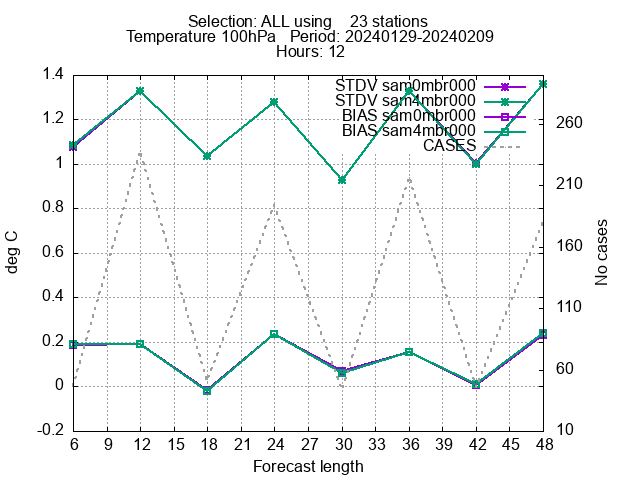 Selection: ALL using    23 stations
Temperature 100hPa   Period: 20240129-20240209
Hours: 12
STDV sam0mbr000
STDV sam4mbr000
BIAS sam0mbr000
BIAS sam4mbr000
CASES
1.4
1.2
1
0.8
0.6
0.4
0.2
0
-0.2
deg C
260
210
160
110
60
10
No cases
6 9 12 15 18 21 24 27 30 33 36 39 42 45 48
Forecast length